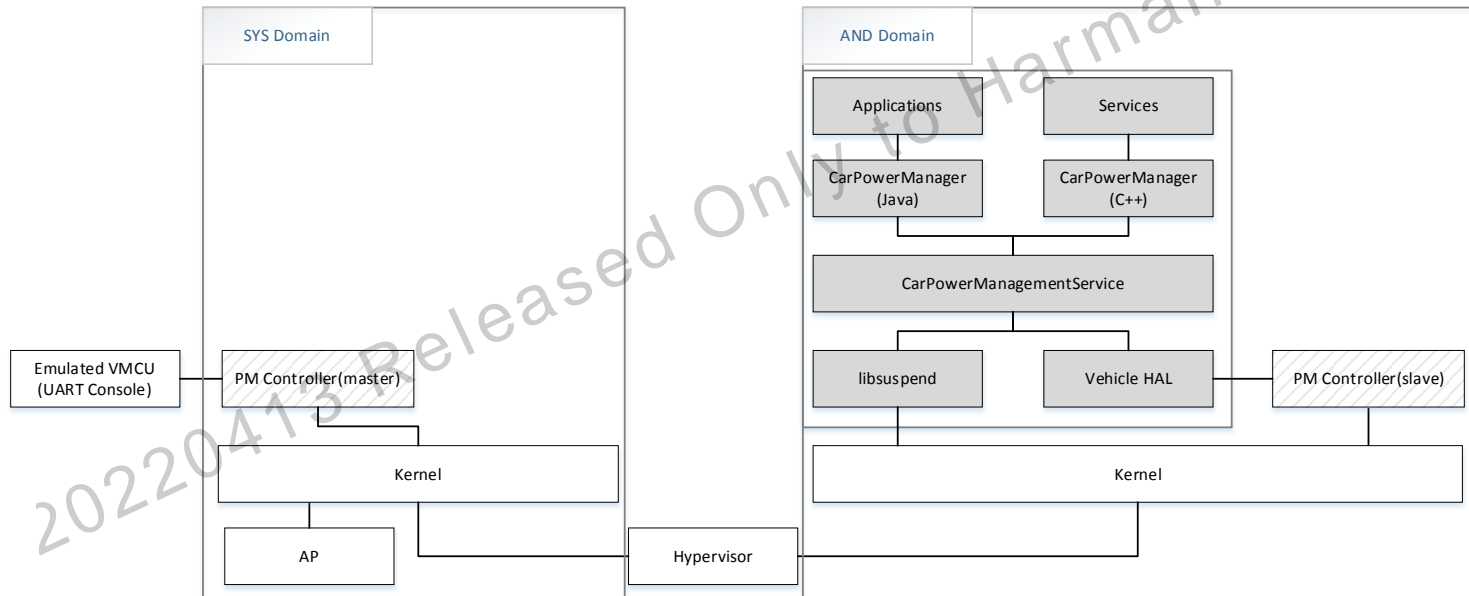 SYS Domain
AND Domain
Applications
Services
CarPowerManager
(Java)
CarPowerManager
(C++)
CarPowerManagementService
Emulated VMCU
(UART Console)
PM Controller(master)
libsuspend
Vehicle HAL
PM Controller(slave)
Kernel
Kernel
AP
Hypervisor
20220413 Released Only to Harman